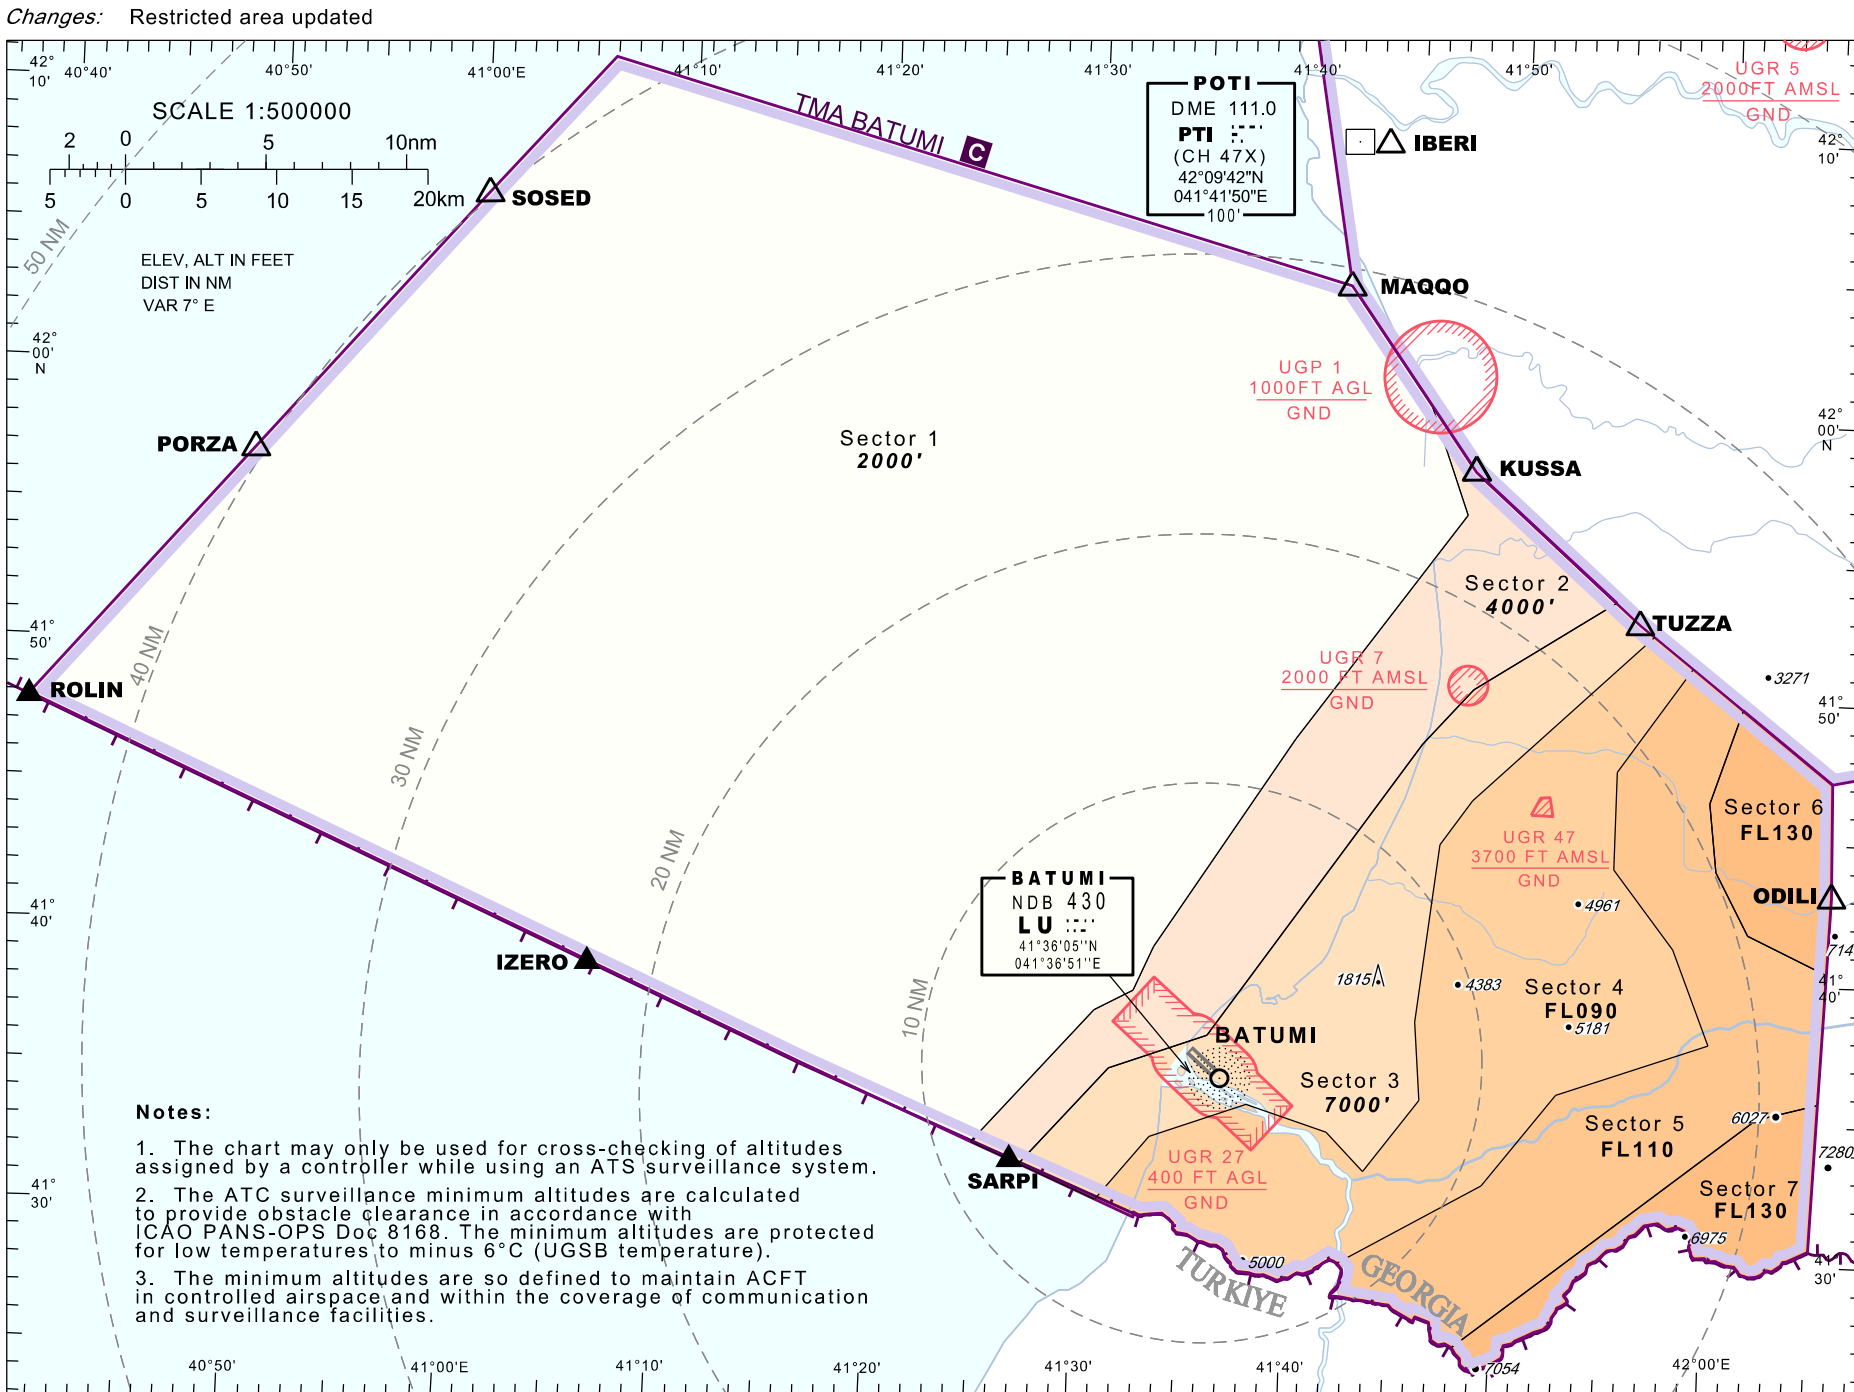 Changes: Restricted area updated
42° 10'
40°40'
40°50'
41°00'E
41°10'
41°20'
41°30'
41°40'
41°50'
SCALE 1:500000
2 0 5 10nm
5 0 5 10 15 20km
ELEV, ALT IN FEET
DIST IN NM
VAR 7° E
TMA BATUMI C
POTI
DME 111.0
PTI
(CH 47X)
42°09'42"N
041°41'50"E
100'
IBERI
UGR 5
2000FT AMSL
GND
42° 10'
SOSED
50 NM
MAQQO
42° 00' N
UGP 1
1000FT AGL
GND
42° 00' N
PORZA
Sector 1
2000'
KUSSA
Sector 2
4000'
41° 50'
TUZZA
40 NM
ROLIN
UGR 7
2000 FT AMSL
GND
3271
41° 50'
30 NM
20 NM
Sector 6
FL130
UGR 47
3700 FT AMSL
GND
BATUMI
NDB 430
LU
41°36'05''N
041°36'51''E
ODILI
4961
41° 40'
714
IZERO
1815
4383
Sector 4
FL090
5181
41° 40'
10 NM
BATUMI
Sector 3
7000'
Notes:
1. The chart may only be used for cross-checking of altitudes
assigned by a controller while using an ATS surveillance system.
2. The ATC surveillance minimum altitudes are calculated
to provide obstacle clearance in accordance with
ICAO PANS-OPS Doc 8168. The minimum altitudes are protected
for low temperatures to minus 6°C (UGSB temperature).
3. The minimum altitudes are so defined to maintain ACFT
in controlled airspace and within the coverage of communication
and surveillance facilities.
6027
Sector 5
FL110
7280
SARPI
UGR 27
400 FT AGL
GND
41° 30'
Sector 7
FL130
6975
5000
TURKIYE
GEORGIA
41° 30'
7054
40°50'
41°00'E
41°10'
41°20'
41°30'
41°40'
42°00'E